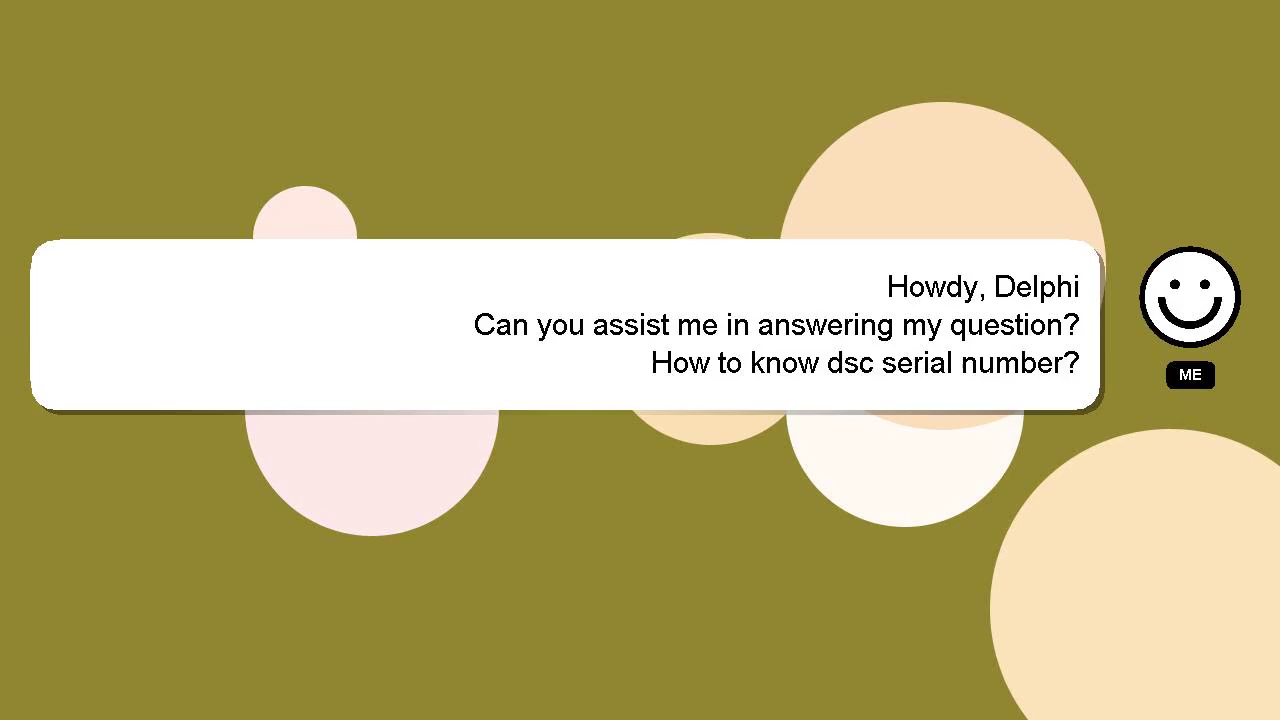 Howdy, Delphi
Can you assist me in answering my question?
How to know dsc serial number?
ME